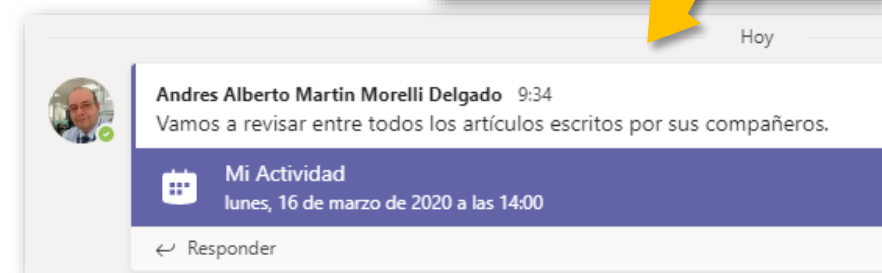 Hoy
Andres Alberto Martin Morelli Delgado 9:34
Vamos a revisar entre todos los artículos escritos por sus compañeros.
Mi Actividad
lunes, 16 de marzo de 2020 a las 14:00
Responder